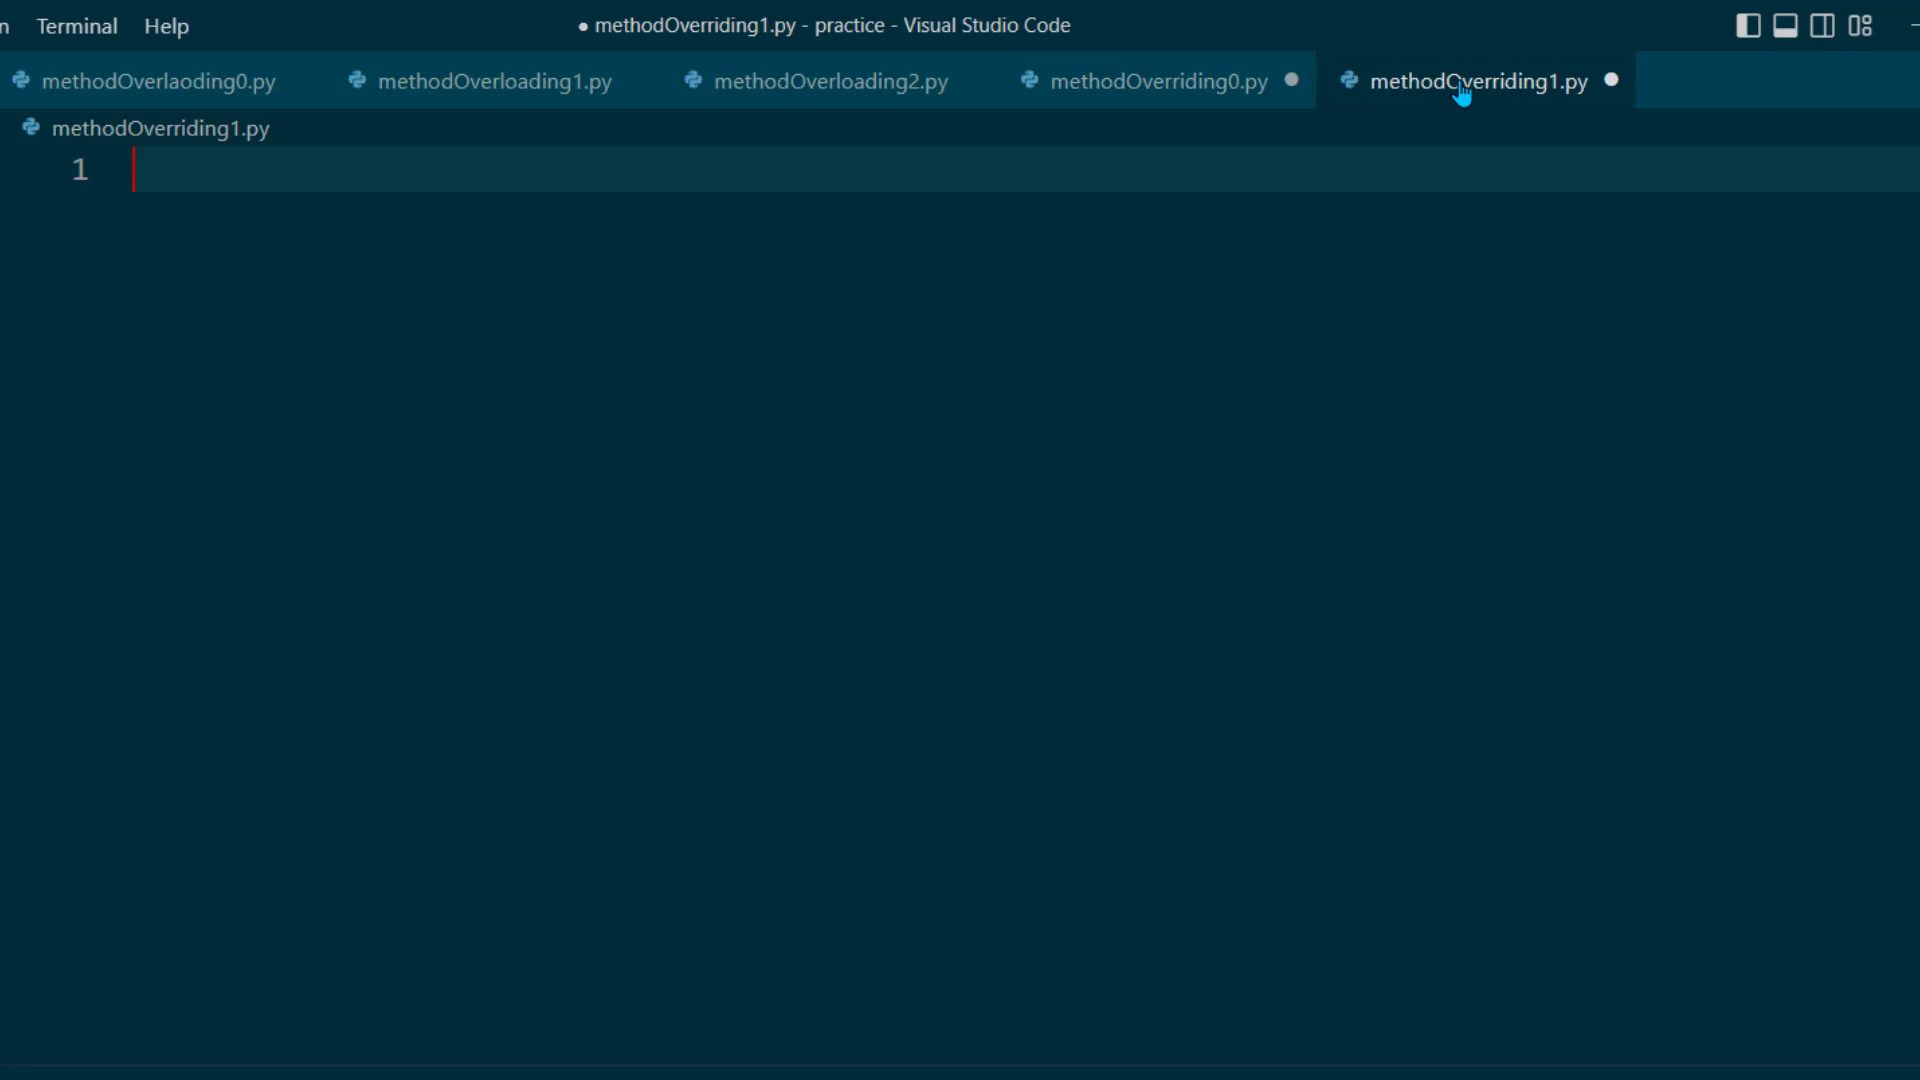 Terminal Help
● methodOverriding1.py - practice - Visual Studio Code
methodOverlaoding0.py methodOverloading1.py methodOverloading2.py methodOverriding0.py methodOverriding1.py
methodOverriding1.py
1